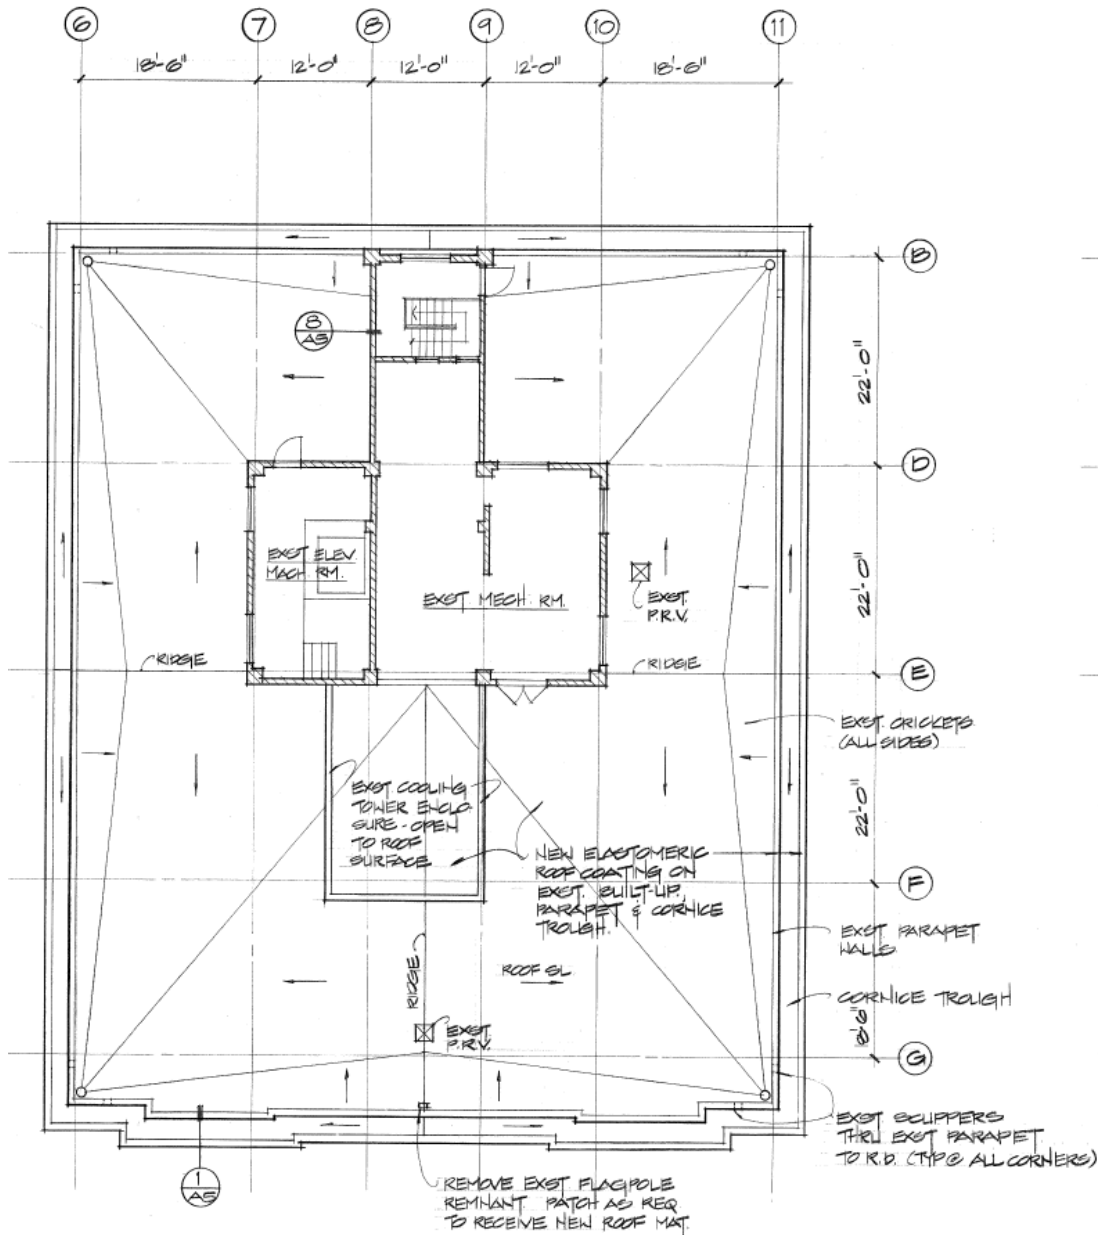 6 7 8 9 10 11
18'-6" 12'-0" 12'-0" 12'-0" 18'-6"
B
8
A5
22'-0"
D
EXST ELEV.
MACH. RM.
EXST MECH. RM.
EXST.
P.R.V.
22'-0"
RIDGE
RIDGE
E
EXST. CRICKETS
(ALL SIDES)
EXST. COOLING
TOWER ENCLO-
SURE - OPEN
TO ROOF
SURFACE
22'-0"
NEW ELASTOMERIC
ROOF COATING ON
EXST. BUILT-UP,
PARAPET & CORNICE
TROUGH.
F
EXST. PARAPET
WALLS
RIDGE
ROOF SL
CORNICE TROUGH
EXST.
P.R.V.
18'-6"
G
EXST SCUPPERS
THRU EXST PARAPET
TO R.D. (TYP @ ALL CORNERS)
1
A5
REMOVE EXST FLAGPOLE
REMNANT. PATCH AS REQ
TO RECEIVE NEW ROOF MAT.